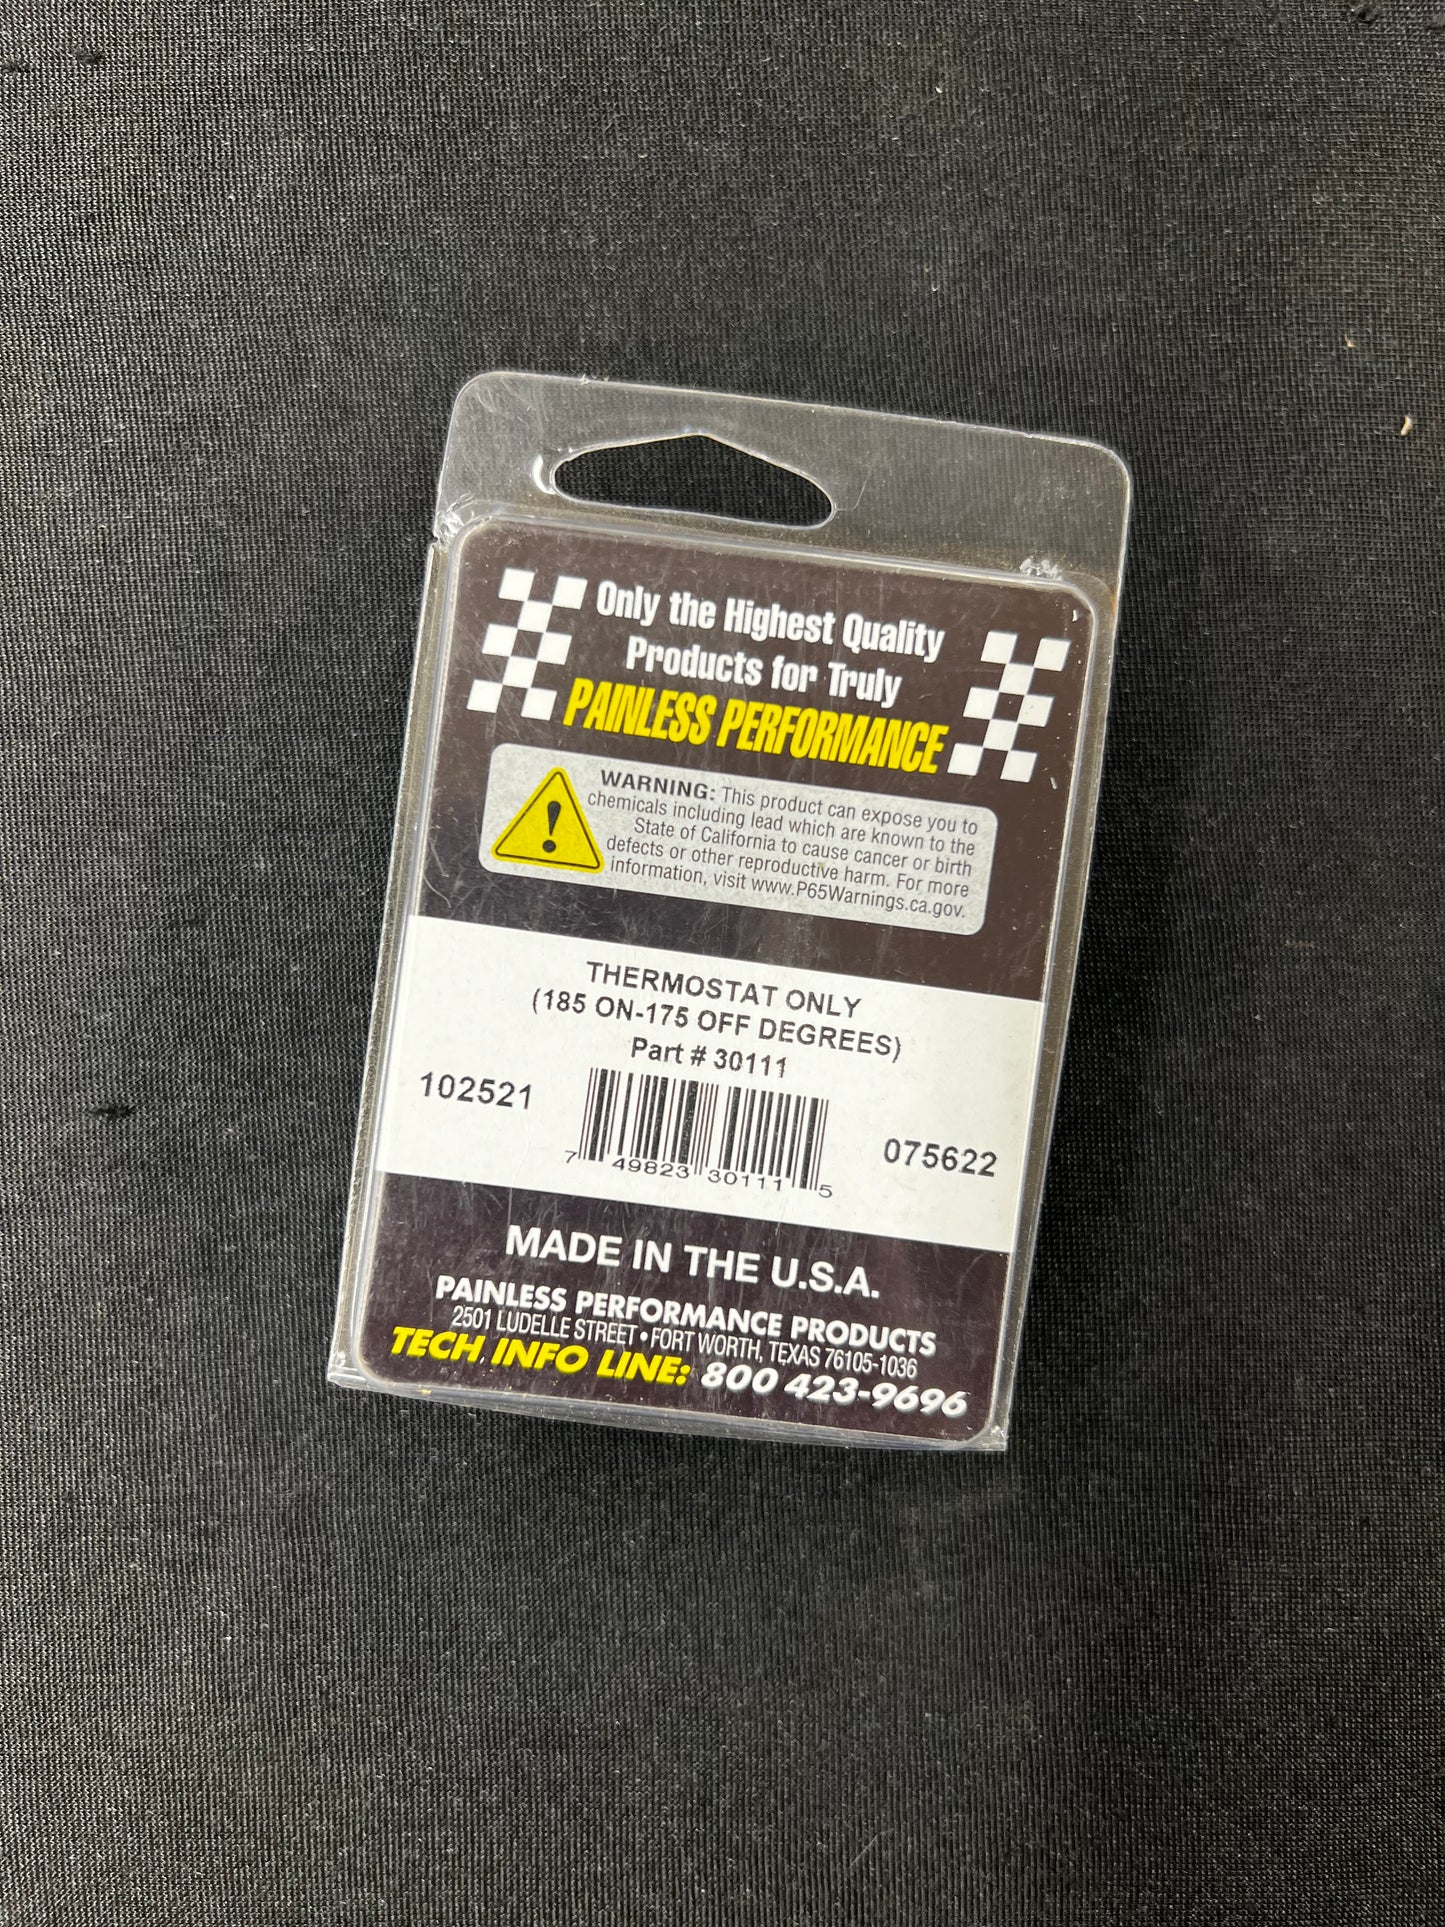 Only the Highest Quality
Products for Truly
PAINLESS PERFORMANCE
WARNING: This product can expose you to
chemicals including lead which are known to the
State of California to cause cancer or birth
defects or other reproductive harm. For more
information, visit www.P65Warnings.ca.gov.
THERMOSTAT ONLY
(185 ON-175 OFF DEGREES)
Part # 30111
102521
7 49823 30111 5
075622
MADE IN THE U.S.A.
PAINLESS PERFORMANCE PRODUCTS
2501 LUDELLE STREET • FORT WORTH, TEXAS 76105-1036
TECH INFO LINE: 800 423-9696